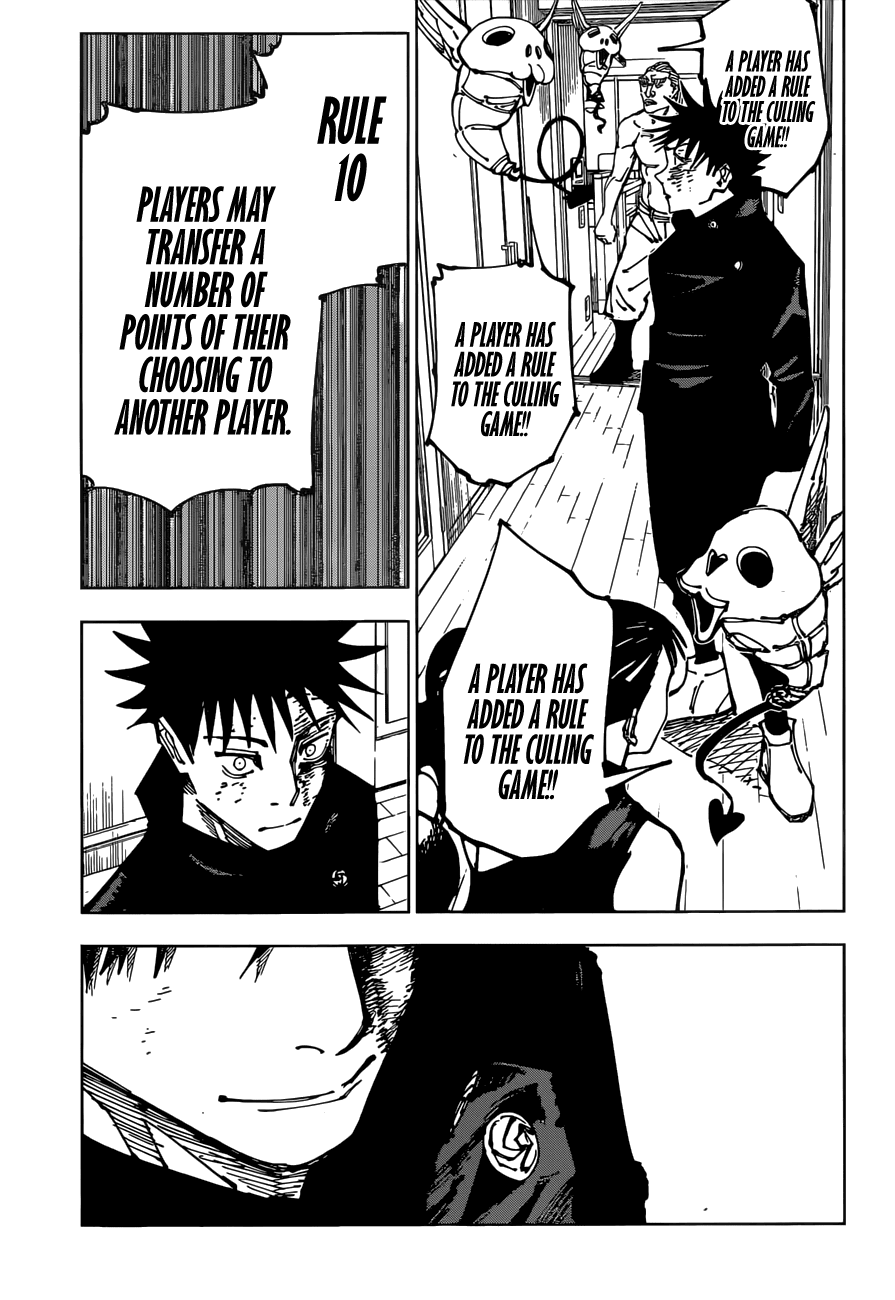 A PLAYER HAS
ADDED A RULE
TO THE CULLING
GAME!!
A PLAYER HAS
ADDED A RULE
TO THE CULLING
GAME!!
A PLAYER HAS
ADDED A RULE
TO THE CULLING
GAME!!
RULE
10
PLAYERS MAY
TRANSFER A
NUMBER OF
POINTS OF THEIR
CHOOSING TO
ANOTHER PLAYER.